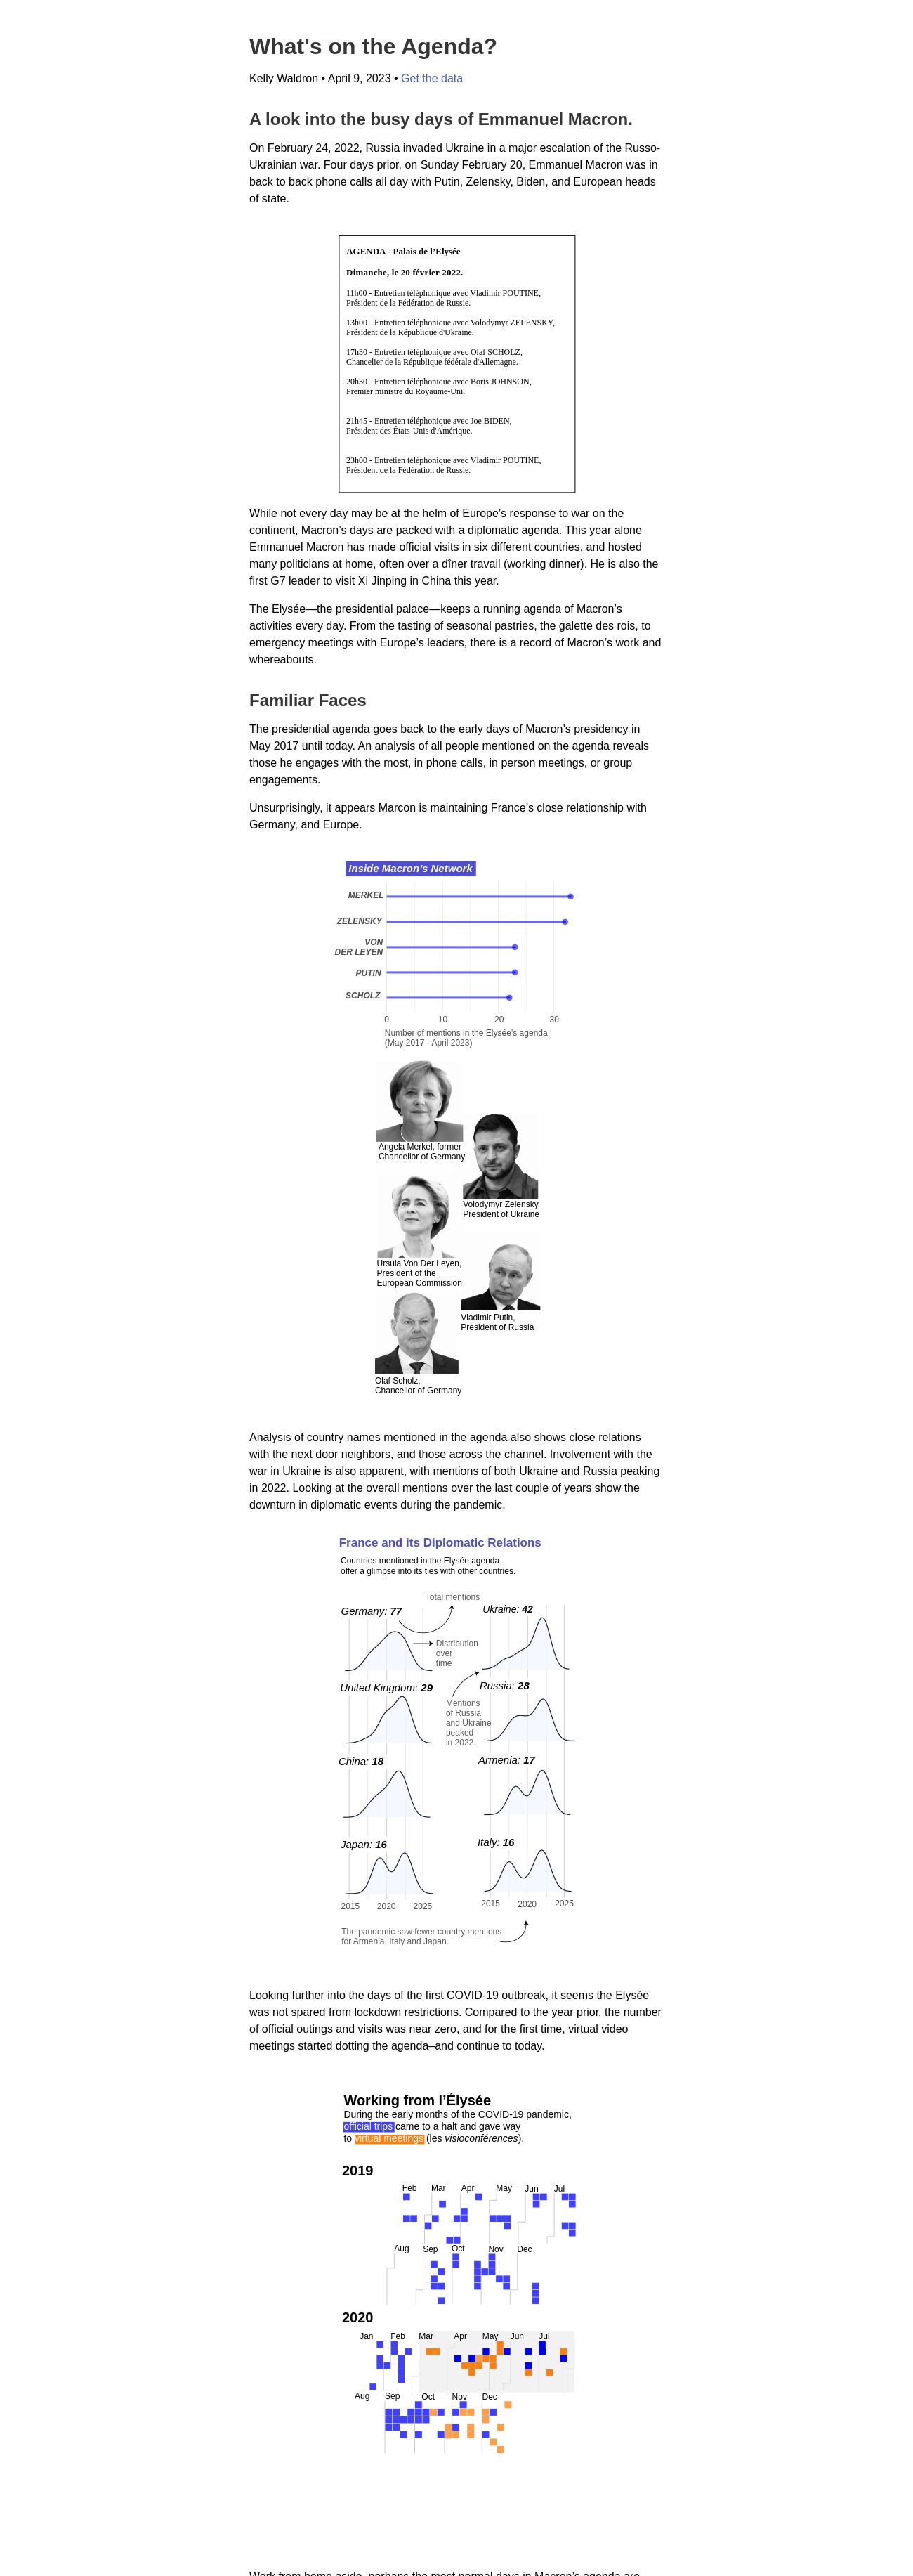 What's on the Agenda?
Kelly Waldron • April 9, 2023 • Get the data
A look into the busy days of Emmanuel Macron.
On February 24, 2022, Russia invaded Ukraine in a major escalation of the Russo-
Ukrainian war. Four days prior, on Sunday February 20, Emmanuel Macron was in
back to back phone calls all day with Putin, Zelensky, Biden, and European heads
of state.
AGENDA - Palais de l’Elysée
Dimanche, le 20 février 2022.
11h00 - Entretien téléphonique avec Vladimir POUTINE,
Président de la Fédération de Russie.
13h00 - Entretien téléphonique avec Volodymyr ZELENSKY,
Président de la République d'Ukraine.
17h30 - Entretien téléphonique avec Olaf SCHOLZ,
Chancelier de la République fédérale d'Allemagne.
20h30 - Entretien téléphonique avec Boris JOHNSON,
Premier ministre du Royaume-Uni.
21h45 - Entretien téléphonique avec Joe BIDEN,
Président des États-Unis d'Amérique.
23h00 - Entretien téléphonique avec Vladimir POUTINE,
Président de la Fédération de Russie.
While not every day may be at the helm of Europe’s response to war on the
continent, Macron’s days are packed with a diplomatic agenda. This year alone
Emmanuel Macron has made official visits in six different countries, and hosted
many politicians at home, often over a dîner travail (working dinner). He is also the
first G7 leader to visit Xi Jinping in China this year.
The Elysée—the presidential palace—keeps a running agenda of Macron’s
activities every day. From the tasting of seasonal pastries, the galette des rois, to
emergency meetings with Europe’s leaders, there is a record of Macron’s work and
whereabouts.
Familiar Faces
The presidential agenda goes back to the early days of Macron’s presidency in
May 2017 until today. An analysis of all people mentioned on the agenda reveals
those he engages with the most, in phone calls, in person meetings, or group
engagements.
Unsurprisingly, it appears Marcon is maintaining France’s close relationship with
Germany, and Europe.
Inside Macron’s Network
MERKEL
ZELENSKY
VON
DER LEYEN
PUTIN
SCHOLZ
0 10 20 30
Number of mentions in the Elysée’s agenda
(May 2017 - April 2023)
Angela Merkel, former
Chancellor of Germany
Volodymyr Zelensky,
President of Ukraine
Ursula Von Der Leyen,
President of the
European Commission
Vladimir Putin,
President of Russia
Olaf Scholz,
Chancellor of Germany
Analysis of country names mentioned in the agenda also shows close relations
with the next door neighbors, and those across the channel. Involvement with the
war in Ukraine is also apparent, with mentions of both Ukraine and Russia peaking
in 2022. Looking at the overall mentions over the last couple of years show the
downturn in diplomatic events during the pandemic.
France and its Diplomatic Relations
Countries mentioned in the Elysée agenda
offer a glimpse into its ties with other countries.
Total mentions
Germany: 77
Ukraine: 42
Distribution
over
time
United Kingdom: 29
Russia: 28
Mentions
of Russia
and Ukraine
peaked
in 2022.
China: 18
Armenia: 17
Japan: 16
Italy: 16
2015 2020 2025
2015 2020 2025
The pandemic saw fewer country mentions
for Armenia, Italy and Japan.
Looking further into the days of the first COVID-19 outbreak, it seems the Elysée
was not spared from lockdown restrictions. Compared to the year prior, the number
of official outings and visits was near zero, and for the first time, virtual video
meetings started dotting the agenda–and continue to today.
Working from l’Élysée
During the early months of the COVID-19 pandemic,
official trips came to a halt and gave way
to virtual meetings (les visioconférences).
2019
Feb Mar Apr May Jun Jul
Aug Sep Oct Nov Dec
2020
Jan Feb Mar Apr May Jun Jul
Aug Sep Oct Nov Dec
Work from home aside, perhaps the most normal days in Macron’s agenda are